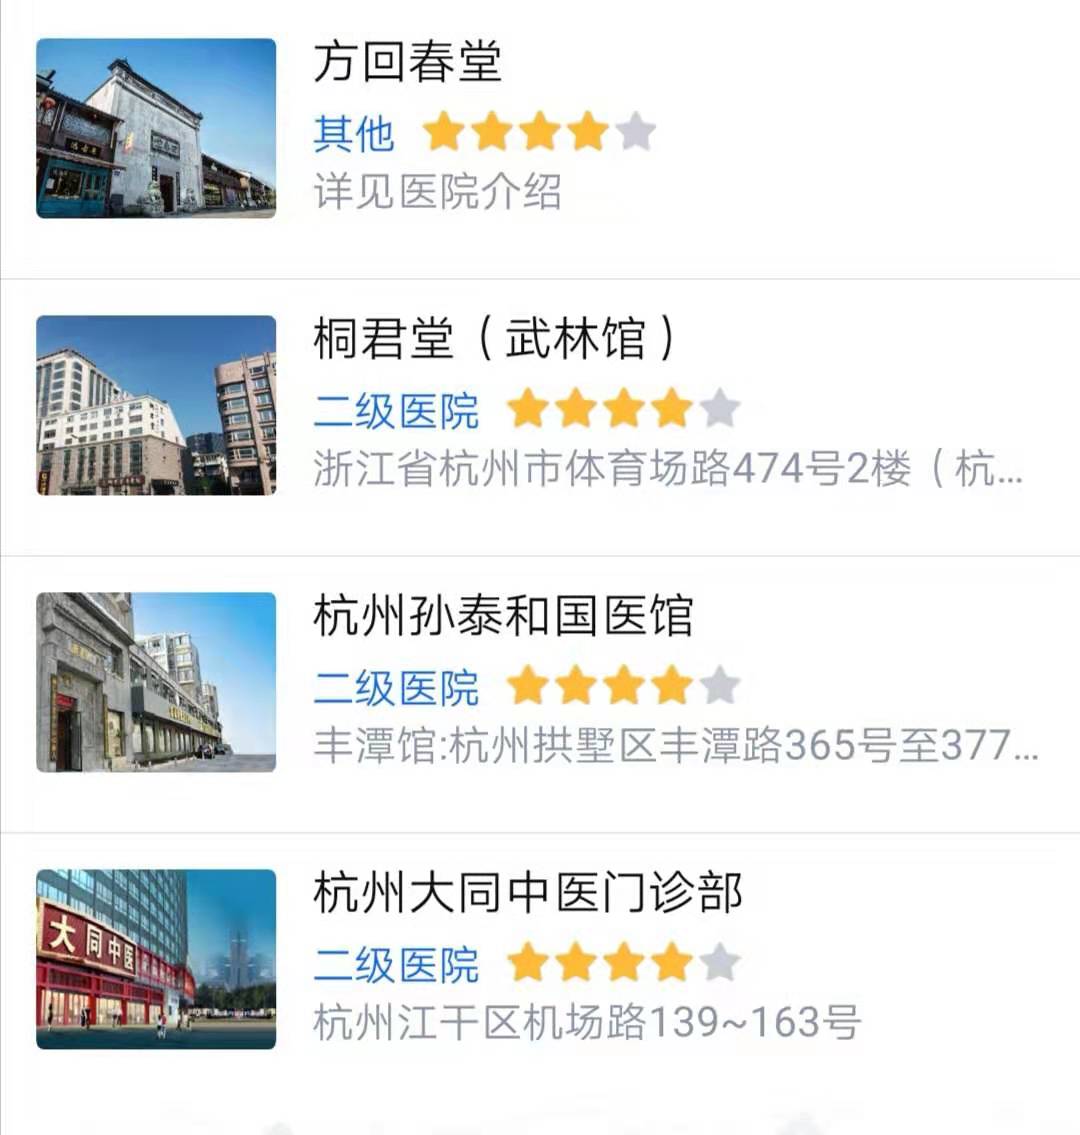 方回春堂
其他
详见医院介绍
桐君堂（武林馆）
二级医院
浙江省杭州市体育场路474号2楼（杭...
杭州孙泰和国医馆
二级医院
丰潭馆:杭州拱墅区丰潭路365号至377...
杭州大同中医门诊部
二级医院
杭州江干区机场路139~163号
大同中医